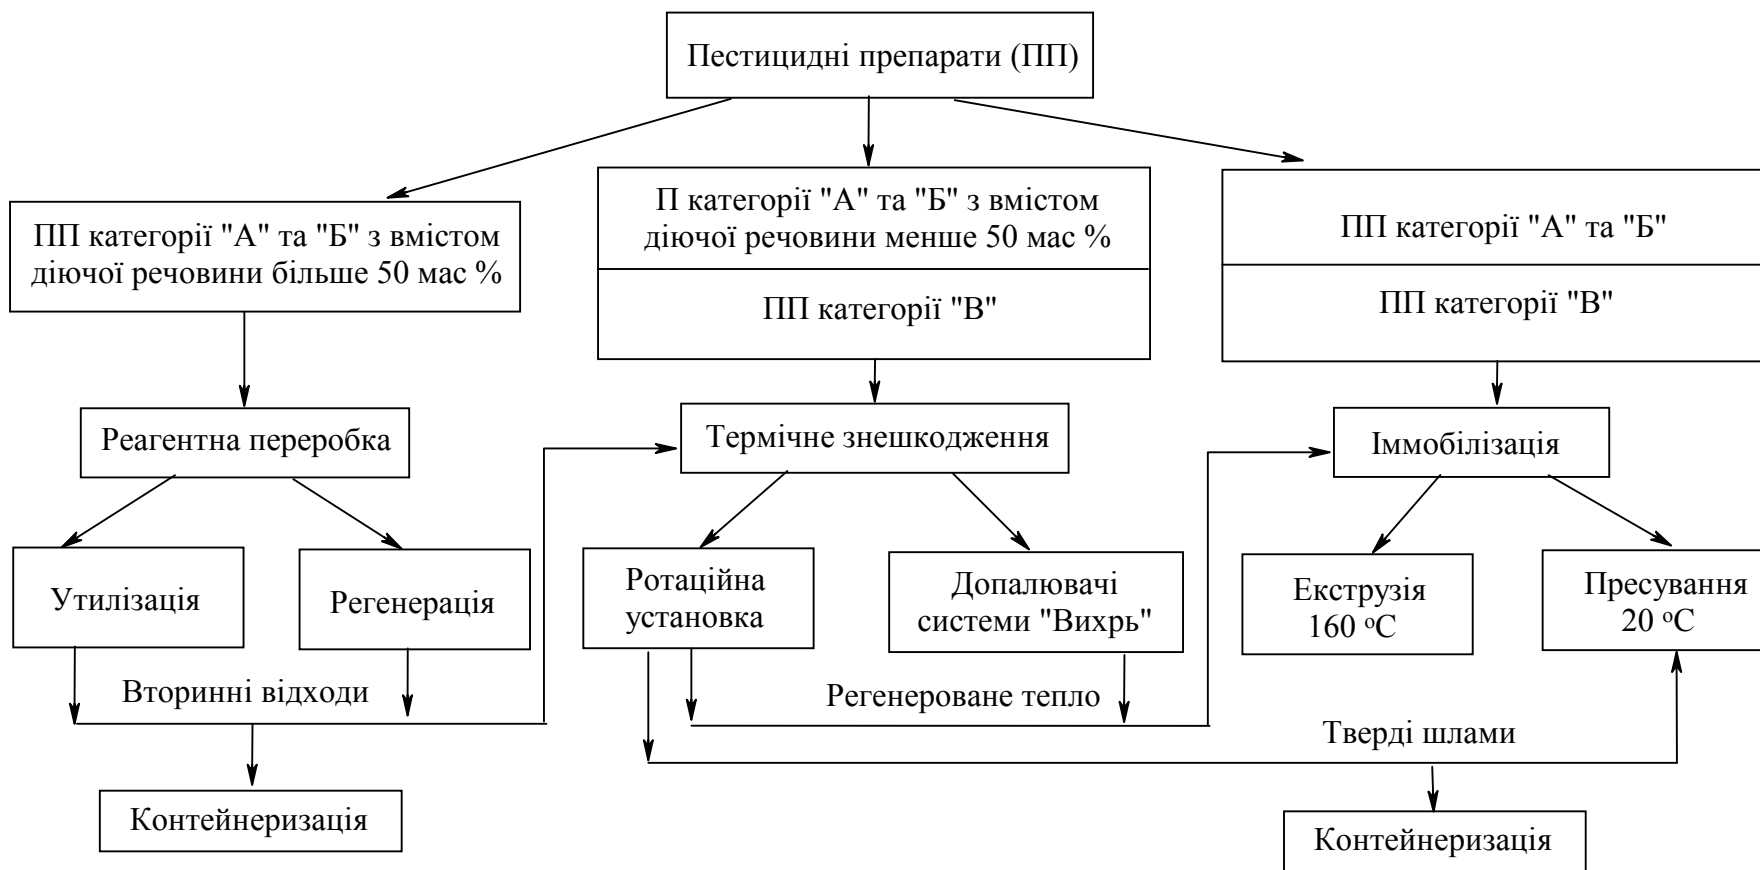 Пестицидні препарати (ПП)
ПП категорії "А" та "Б" з вмістом
діючої речовини більше 50 мас %
П категорії "А" та "Б" з вмістом
діючої речовини менше 50 мас %
ПП категорії "В"
ПП категорії "А" та "Б"
ПП категорії "В"
Реагентна переробка
Термічне знешкодження
Іммобілізація
Утилізація
Регенерація
Ротаційна
установка
Допалювачі
системи "Вихрь"
Екструзія
160 ºС
Пресування
20 ºС
Вторинні відходи
Регенероване тепло
Тверді шлами
Контейнеризація
Контейнеризація